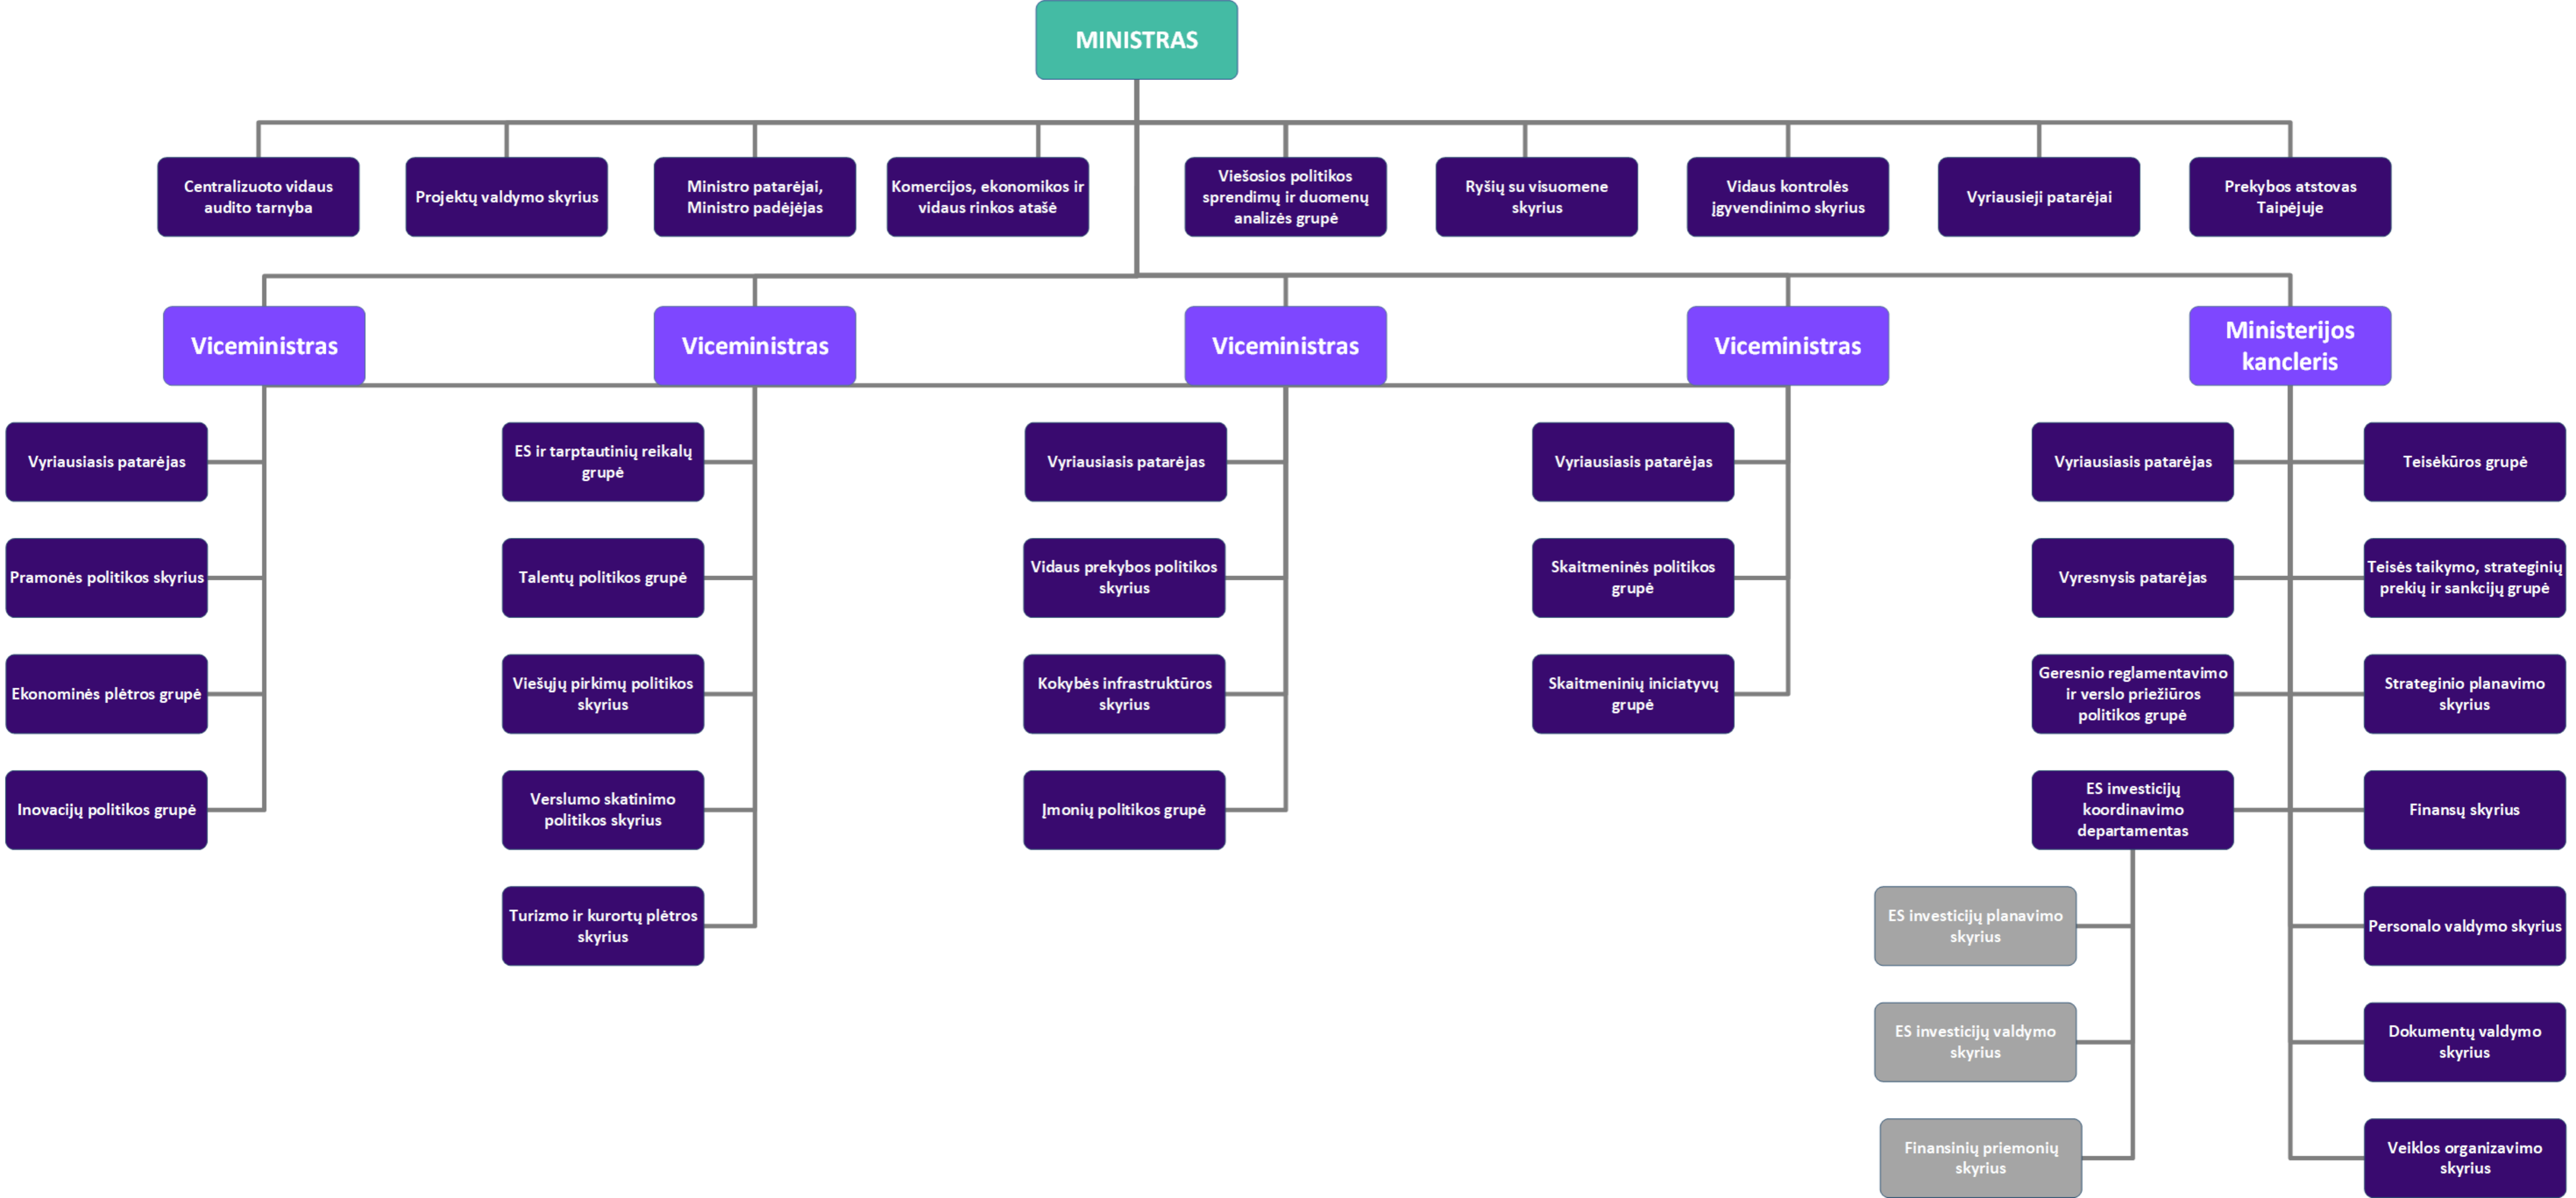 MINISTRAS
Centralizuoto vidaus
audito tarnyba
Projektų valdymo skyrius
Ministro patarėjai,
Ministro padėjėjas
Komercijos, ekonomikos ir
vidaus rinkos atašė
Viešosios politikos
sprendimų ir duomenų
analizės grupė
Ryšių su visuomene
skyrius
Vidaus kontrolės
įgyvendinimo skyrius
Vyriausieji patarėjai
Prekybos atstovas
Taipėjuje
Viceministras
Viceministras
Viceministras
Viceministras
Ministerijos
kancleris
Vyriausiasis patarėjas
Pramonės politikos skyrius
Ekonominės plėtros grupė
Inovacijų politikos grupė
ES ir tarptautinių reikalų
grupė
Talentų politikos grupė
Viešųjų pirkimų politikos
skyrius
Verslumo skatinimo
politikos skyrius
Turizmo ir kurortų plėtros
skyrius
Vyriausiasis patarėjas
Vidaus prekybos politikos
skyrius
Kokybės infrastruktūros
skyrius
Įmonių politikos grupė
Vyriausiasis patarėjas
Skaitmeninės politikos
grupė
Skaitmeninių iniciatyvų
grupė
Vyriausiasis patarėjas
Vyresnysis patarėjas
Geresnio reglamentavimo
ir verslo priežiūros
politikos grupė
ES investicijų
koordinavimo
departamentas
ES investicijų planavimo
skyrius
ES investicijų valdymo
skyrius
Finansinių priemonių
skyrius
Teisėkūros grupė
Teisės taikymo, strateginių
prekių ir sankcijų grupė
Strateginio planavimo
skyrius
Finansų skyrius
Personalo valdymo skyrius
Dokumentų valdymo
skyrius
Veiklos organizavimo
skyrius